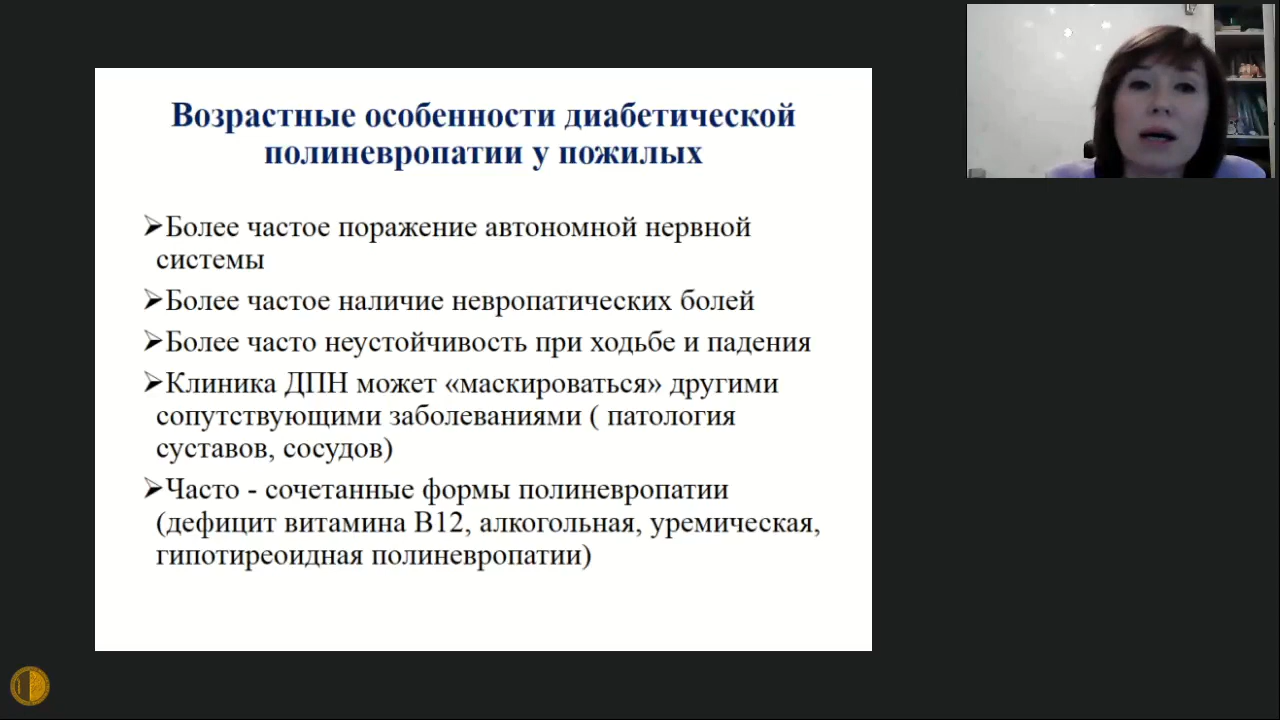 Возрастные особенности диабетической
полиневропатии у пожилых
➢Более частое поражение автономной нервной
системы
➢Более частое наличие невропатических болей
➢Более часто неустойчивость при ходьбе и падения
➢Клиника ДПН может «маскироваться» другими
сопутствующими заболеваниями ( патология
суставов, сосудов)
➢Часто - сочетанные формы полиневропатии
(дефицит витамина В12, алкогольная, уремическая,
гипотиреоидная полиневропатии)